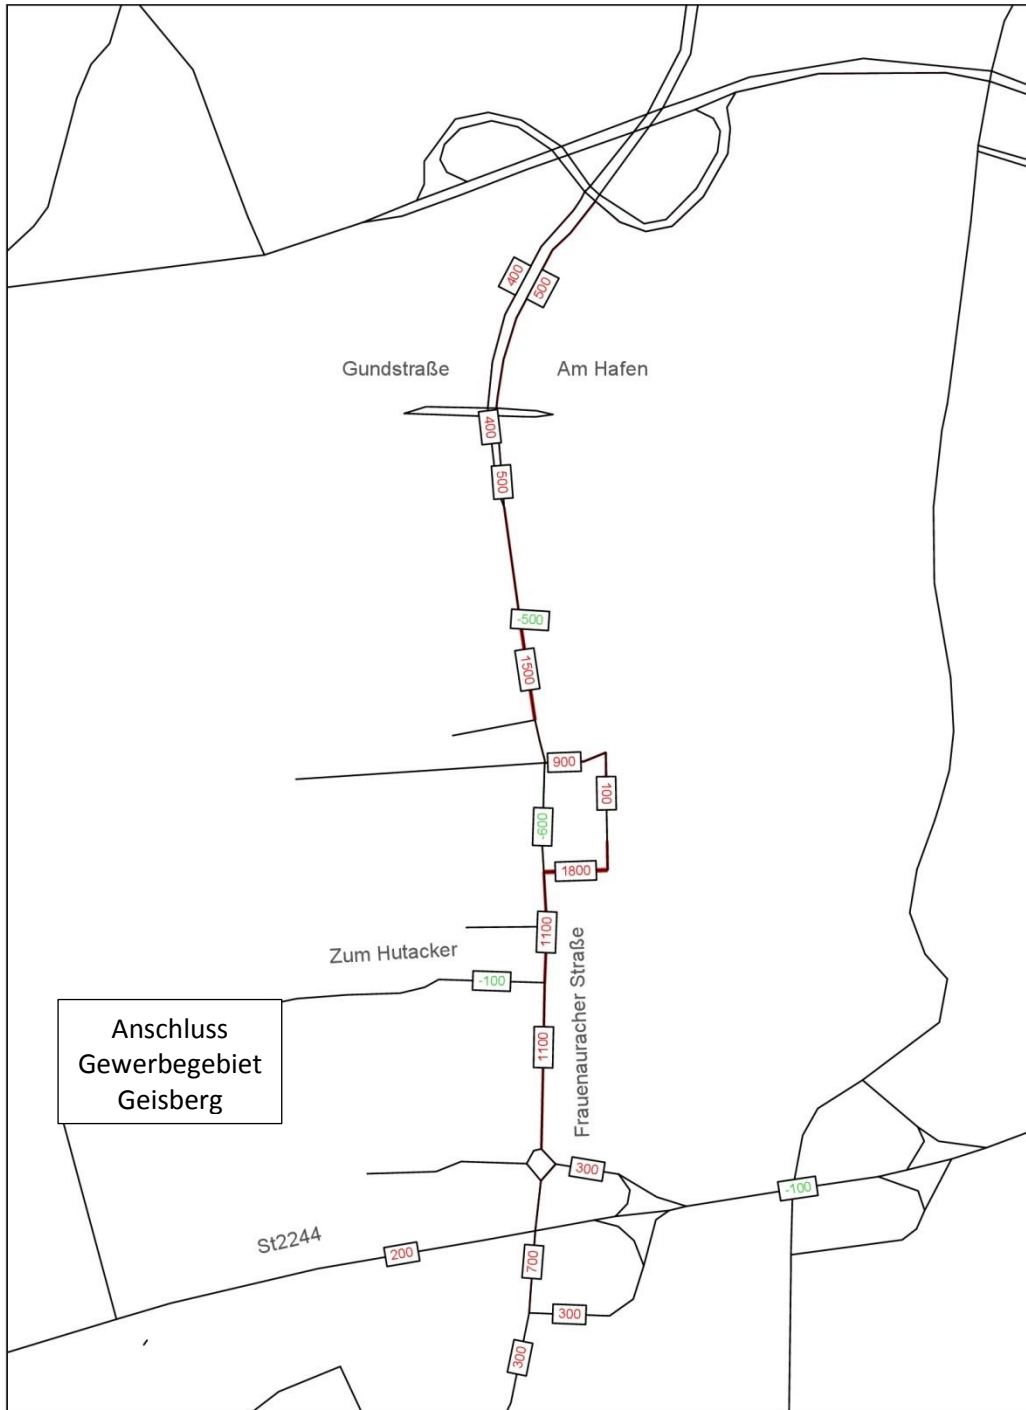 400
500
Gundstraße
Am Hafen
400
500
-500
1500
900
100
-600
1800
1100
Zum Hutacker
-100
Frauenauracher Straße
Anschluss
Gewerbegebiet
Geisberg
1100
300
-100
St2244
200
700
300
300